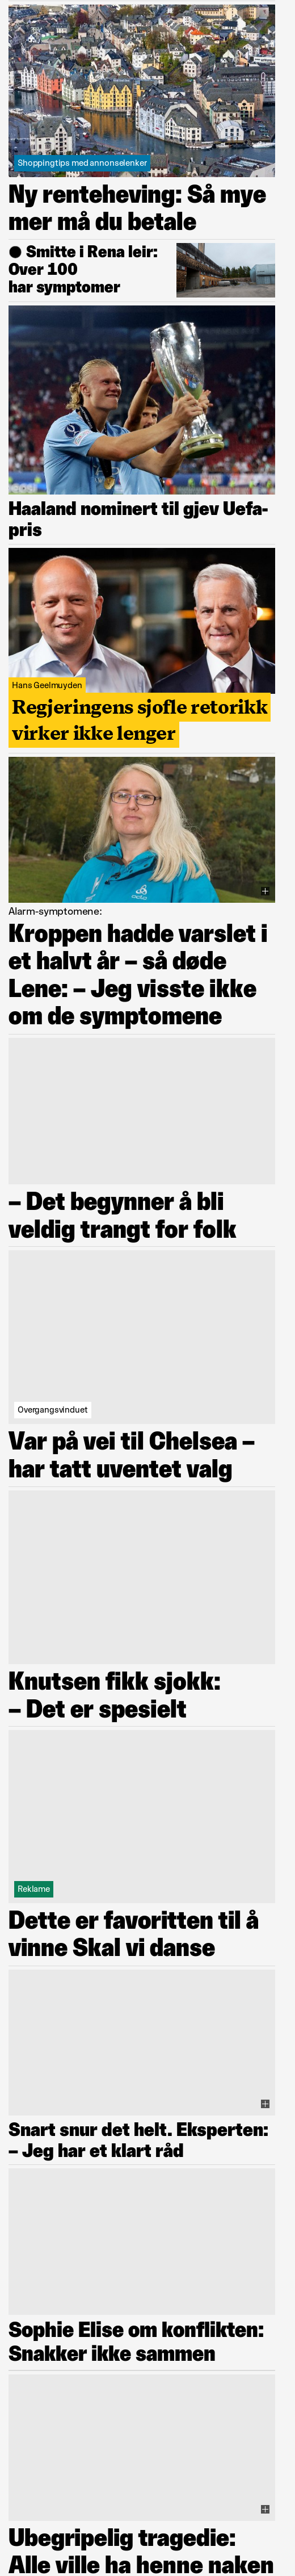 Shoppingtips med annonselenker
Ny renteheving: Så mye
mer må du betale
● Smitte i Rena leir:
Over 100
har symptomer
Haaland nominert til gjev Uefa-
pris
Hans Geelmuyden
Regjeringens sjofle retorikk
virker ikke lenger
Alarm-symptomene:
Kroppen hadde varslet i
et halvt år – så døde
Lene: – Jeg visste ikke
om de symptomene
– Det begynner å bli
veldig trangt for folk
Overgangsvinduet
Var på vei til Chelsea –
har tatt uventet valg
Knutsen fikk sjokk:
– Det er spesielt
Reklame
Dette er favoritten til å
vinne Skal vi danse
Snart snur det helt. Eksperten:
– Jeg har et klart råd
Sophie Elise om konflikten:
Snakker ikke sammen
Ubegripelig tragedie:
Alle ville ha henne naken